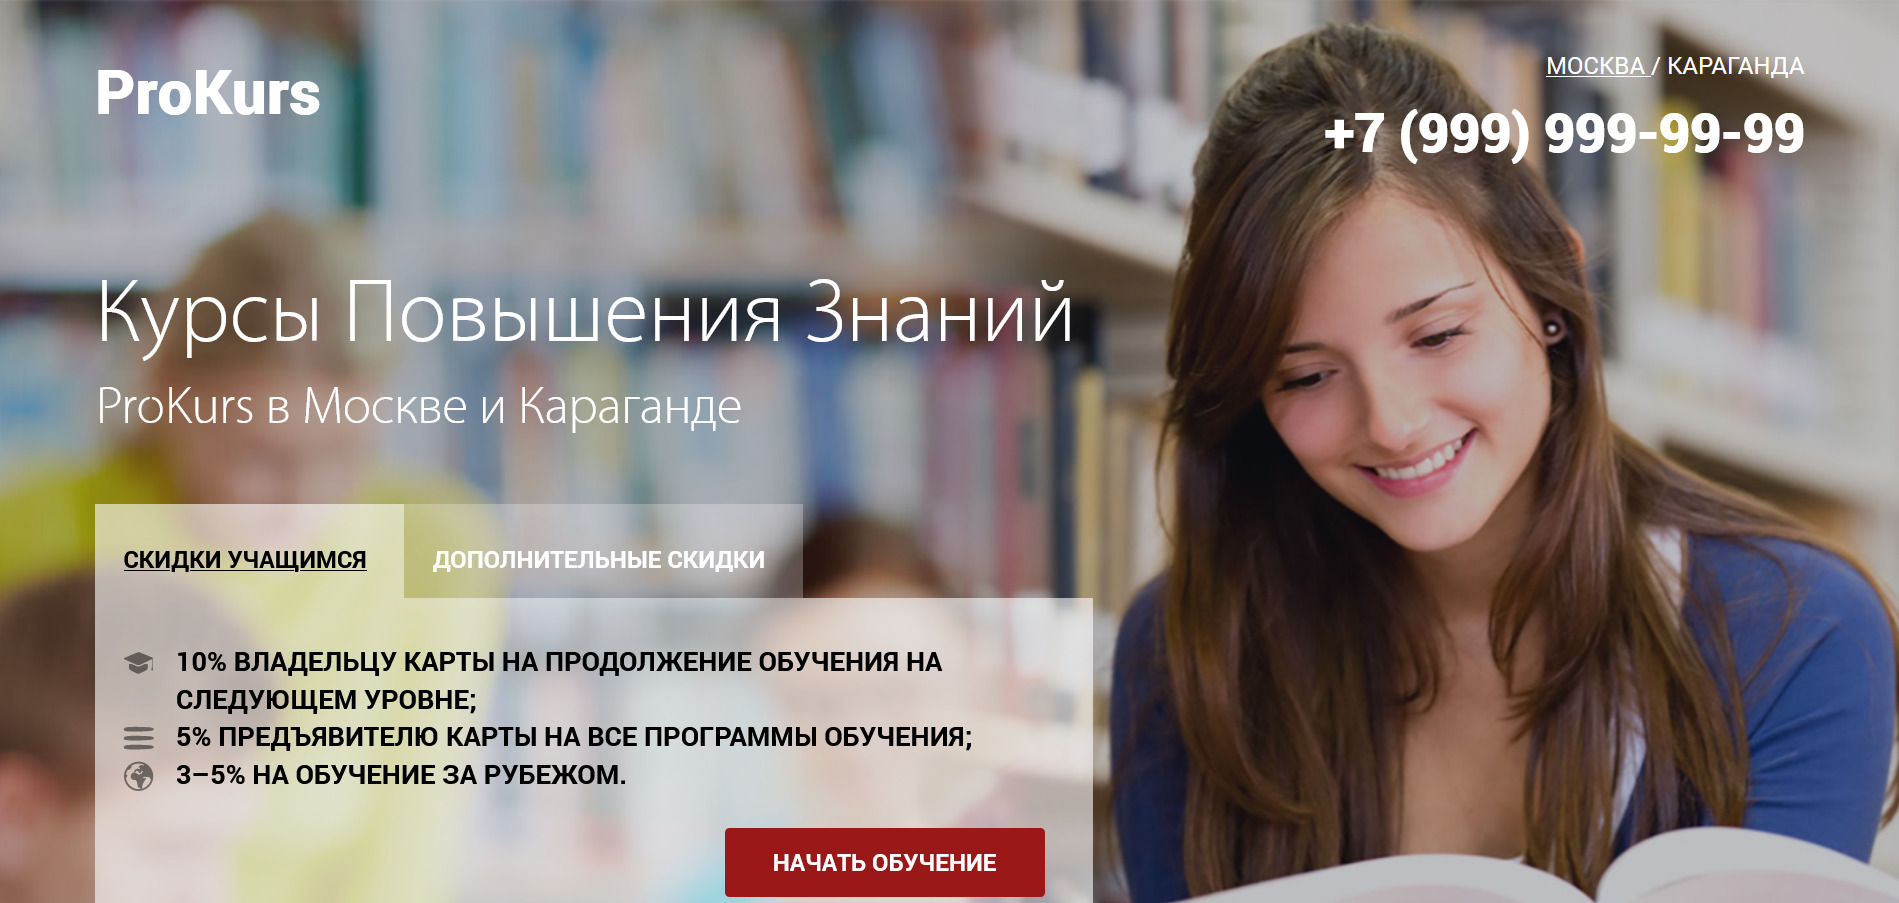 ProKurs
МОСКВА / КАРАГАНДА
+7 (999) 999-99-99
Курсы Повышения Знаний
ProKurs в Москве и Караганде
СКИДКИ УЧАЩИМСЯ
ДОПОЛНИТЕЛЬНЫЕ СКИДКИ
10% ВЛАДЕЛЬЦУ КАРТЫ НА ПРОДОЛЖЕНИЕ ОБУЧЕНИЯ НА
СЛЕДУЮЩЕМ УРОВНЕ;
5% ПРЕДЪЯВИТЕЛЮ КАРТЫ НА ВСЕ ПРОГРАММЫ ОБУЧЕНИЯ;
3–5% НА ОБУЧЕНИЕ ЗА РУБЕЖОМ.
НАЧАТЬ ОБУЧЕНИЕ